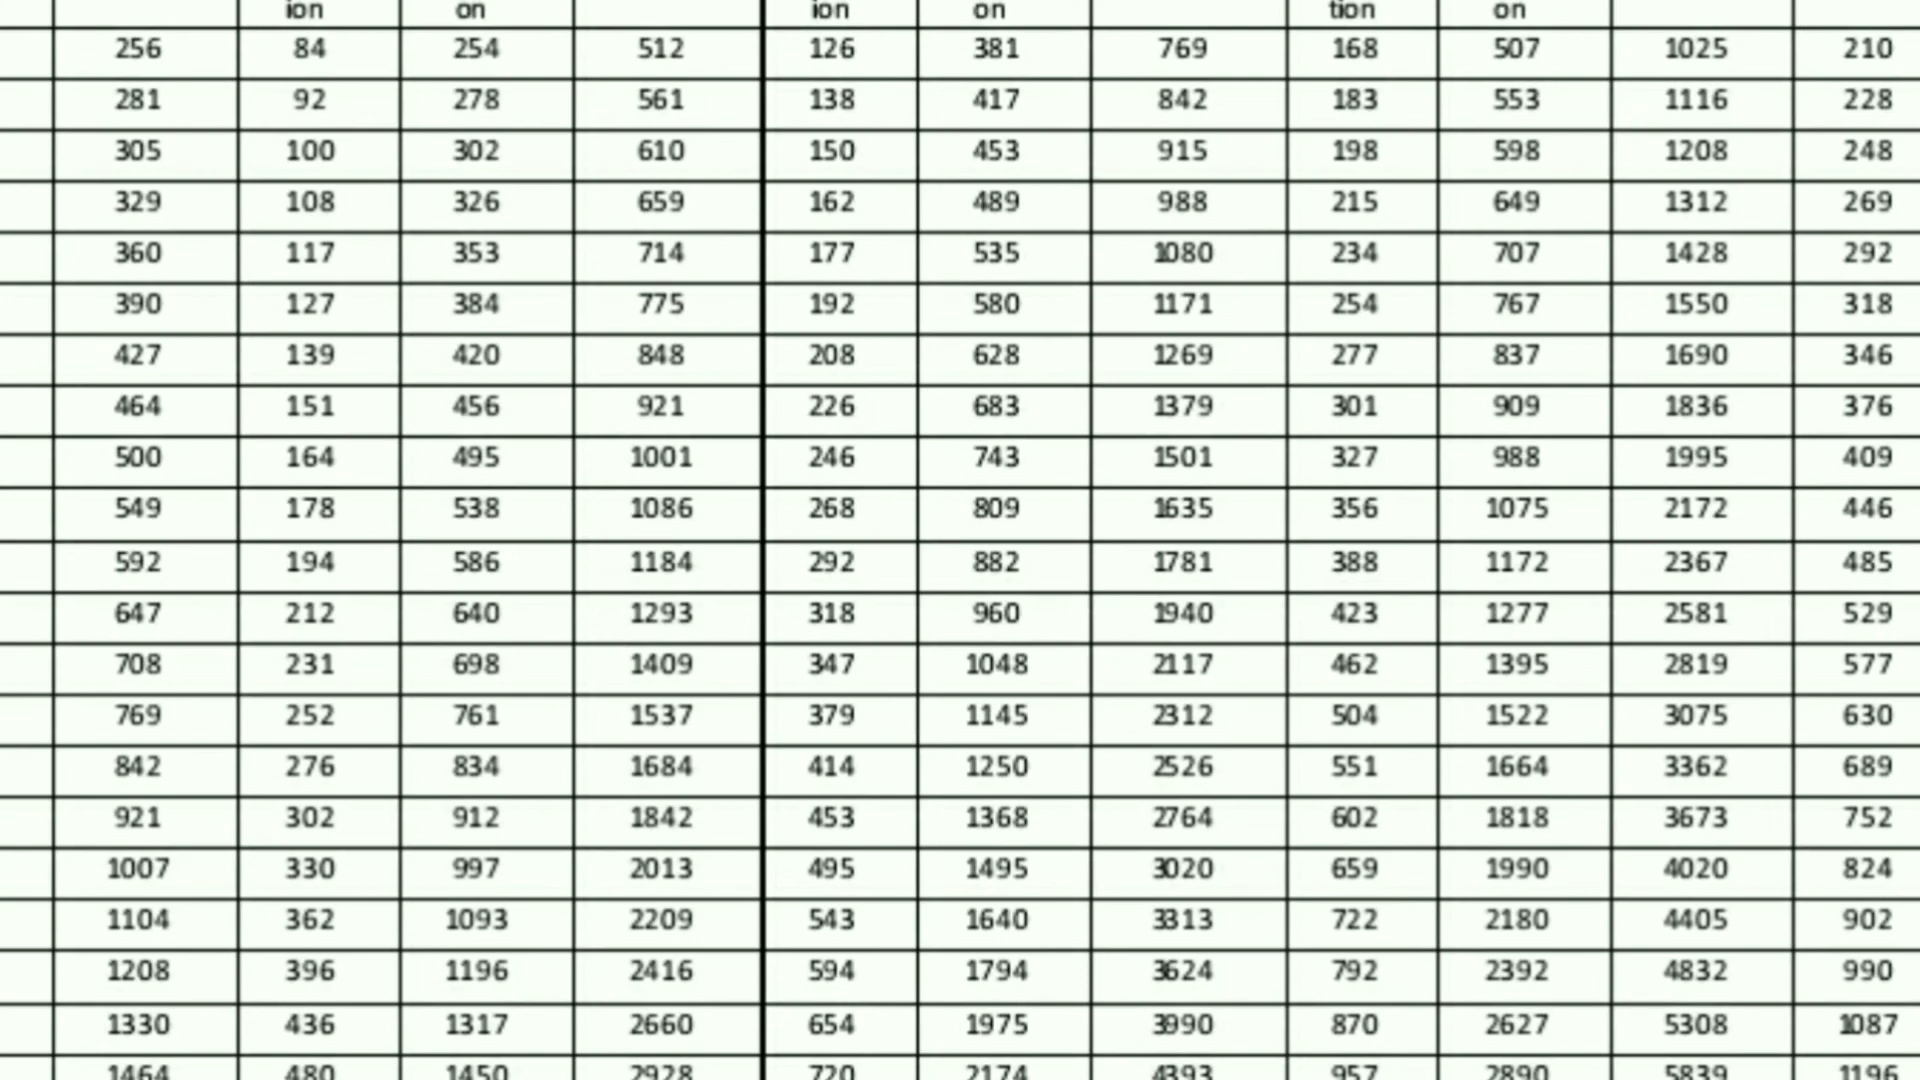 ion on ion on tion on
256 84 254 512 126 381 769 168 507 1025 210
281 92 278 561 138 417 842 183 553 1116 228
305 100 302 610 150 453 915 198 598 1208 248
329 108 326 659 162 489 988 215 649 1312 269
360 117 353 714 177 535 1080 234 707 1428 292
390 127 384 775 192 580 1171 254 767 1550 318
427 139 420 848 208 628 1269 277 837 1690 346
464 151 456 921 226 683 1379 301 909 1836 376
500 164 495 1001 246 743 1501 327 988 1995 409
549 178 538 1086 268 809 1635 356 1075 2172 446
592 194 586 1184 292 882 1781 388 1172 2367 485
647 212 640 1293 318 960 1940 423 1277 2581 529
708 231 698 1409 347 1048 2117 462 1395 2819 577
769 252 761 1537 379 1145 2312 504 1522 3075 630
842 276 834 1684 414 1250 2526 551 1664 3362 689
921 302 912 1842 453 1368 2764 602 1818 3673 752
1007 330 997 2013 495 1495 3020 659 1990 4020 824
1104 362 1093 2209 543 1640 3313 722 2180 4405 902
1208 396 1196 2416 594 1794 3624 792 2392 4832 990
1330 436 1317 2660 654 1975 3990 870 2627 5308 1087
1464 480 1450 2928 720 2174 4393 957 2890 5839 1196